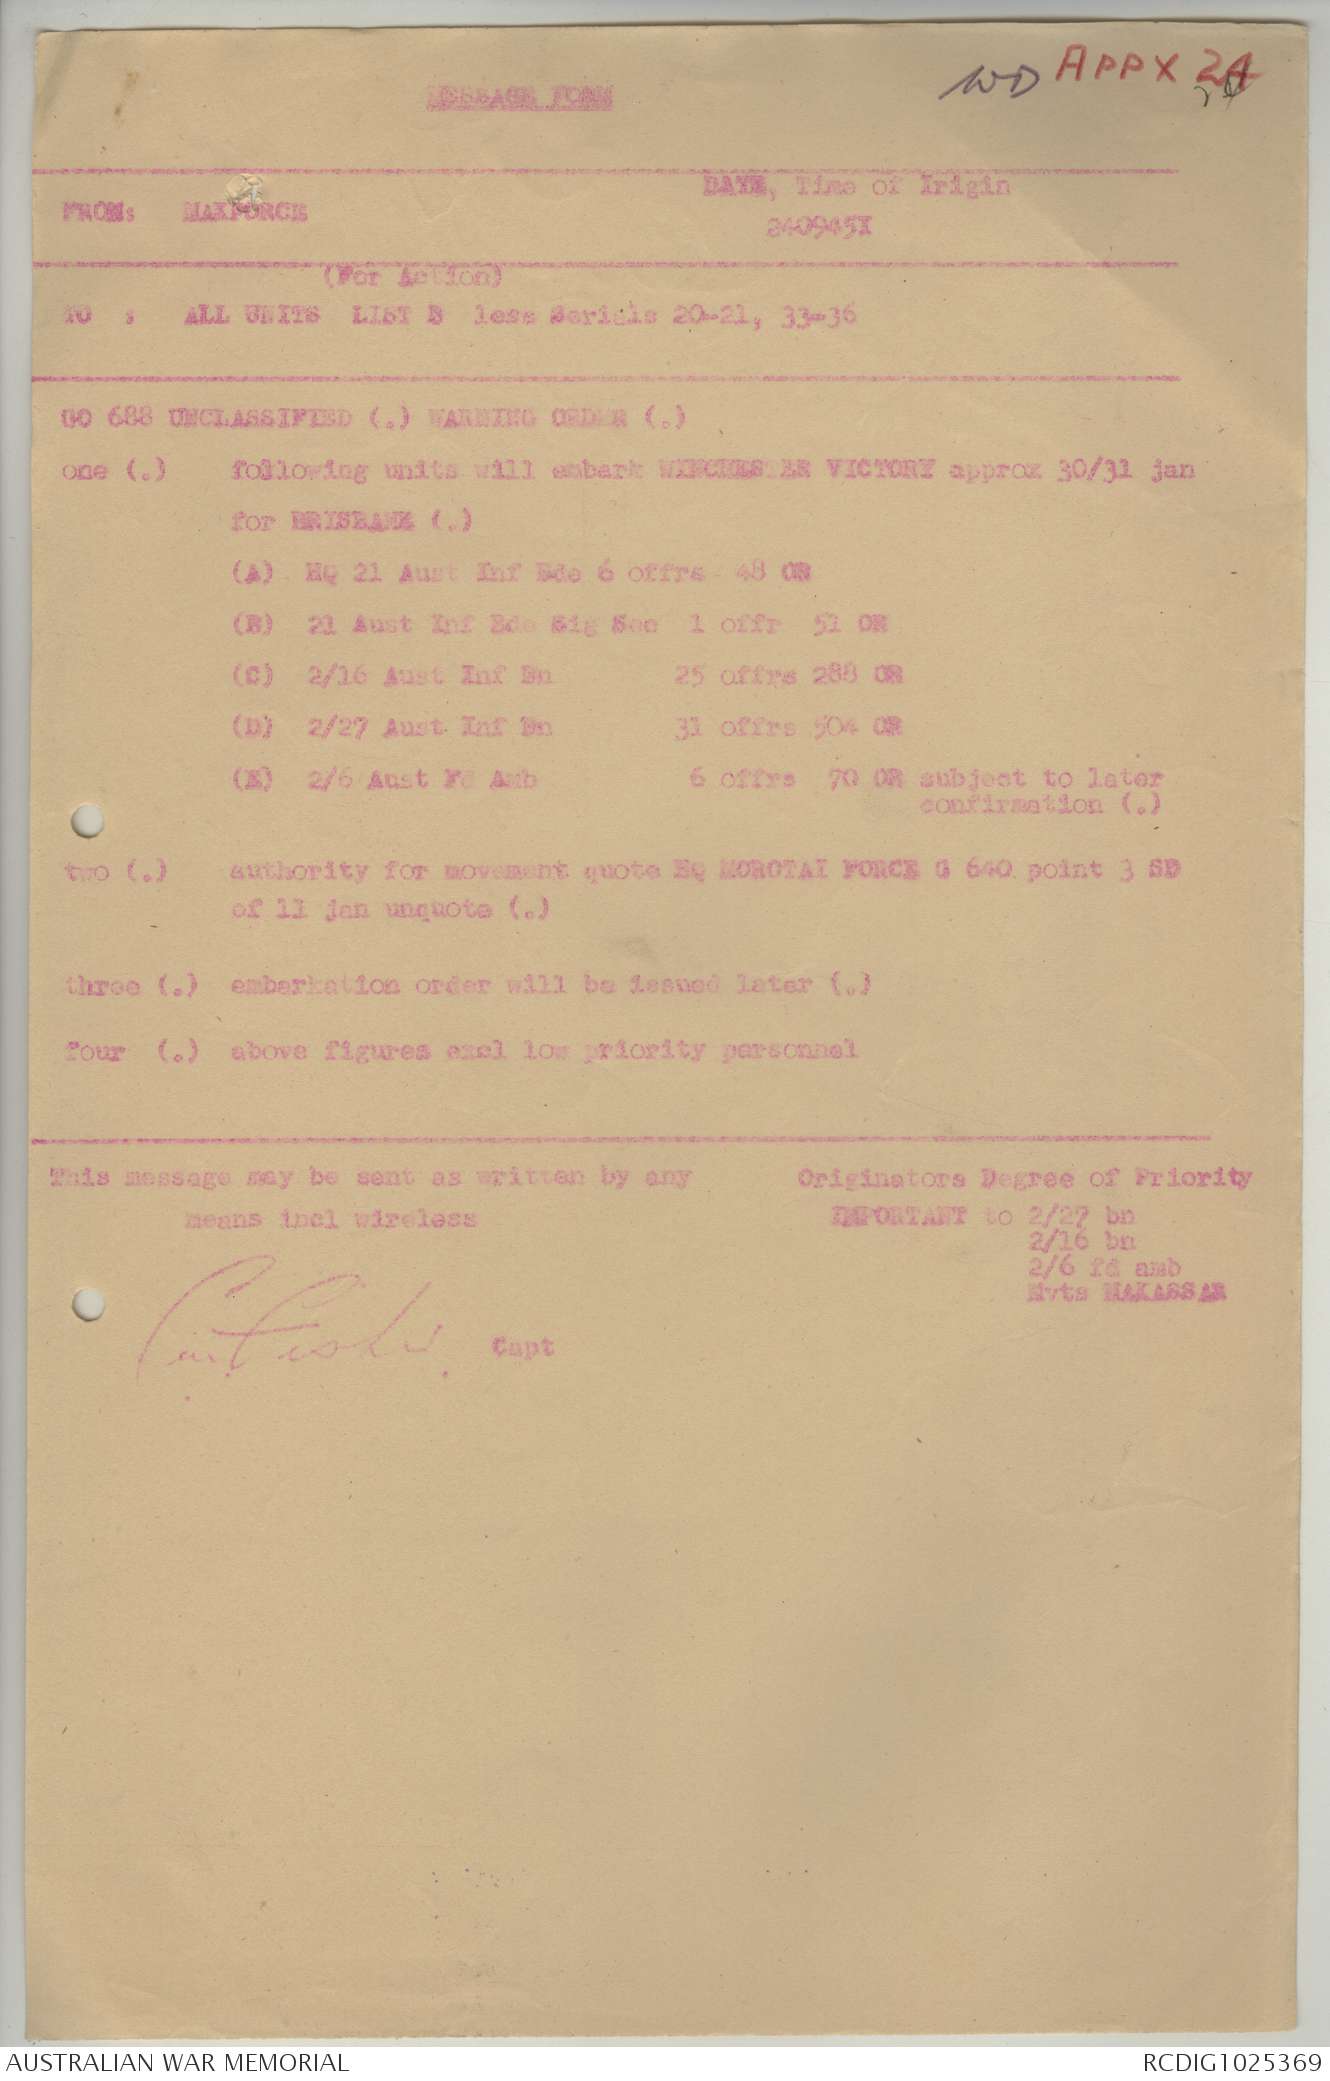 WD APPX 24
24
MESSAGE FORM
DATE, Time of Irigin
FROM: MAKFORCE
240945I
(For Action)
TO : ALL UNITS LIST B less Serials 20-21, 33-36
GO 688 UNCLASSIFIED (.) WARNING ORDER (.)
one (.) following units will embark WINCHESTER VICTORY approx 30/31 jan
for BRISBANE (.)
(A) HQ 21 Aust Inf Bde 6 offrs 48 OR
(B) 21 Aust Inf Bde Sig Sec 1 offr 51 OR
(C) 2/16 Aust Inf Bn 25 offrs 288 OR
(D) 2/27 Aust Inf Bn 31 offrs 504 OR
(E) 2/6 Aust Fd Amb 6 offrs 70 OR subject to later
confirmation (.)
two (.) authority for movement quote HQ MOROTAI FORCE G 640 point 3 SD
of 11 jan unquote (.)
three (.) embarkation order will be issued later (.)
four (.) above figures excl low priority personnel
This message may be sent as written by any
means incl wireless
Originators Degree of Priority
IMPORTANT to 2/27 bn
2/16 bn
2/6 fd amb
Mvts MAKASSAR
Capt
AUSTRALIAN WAR MEMORIAL
RCDIG1025369